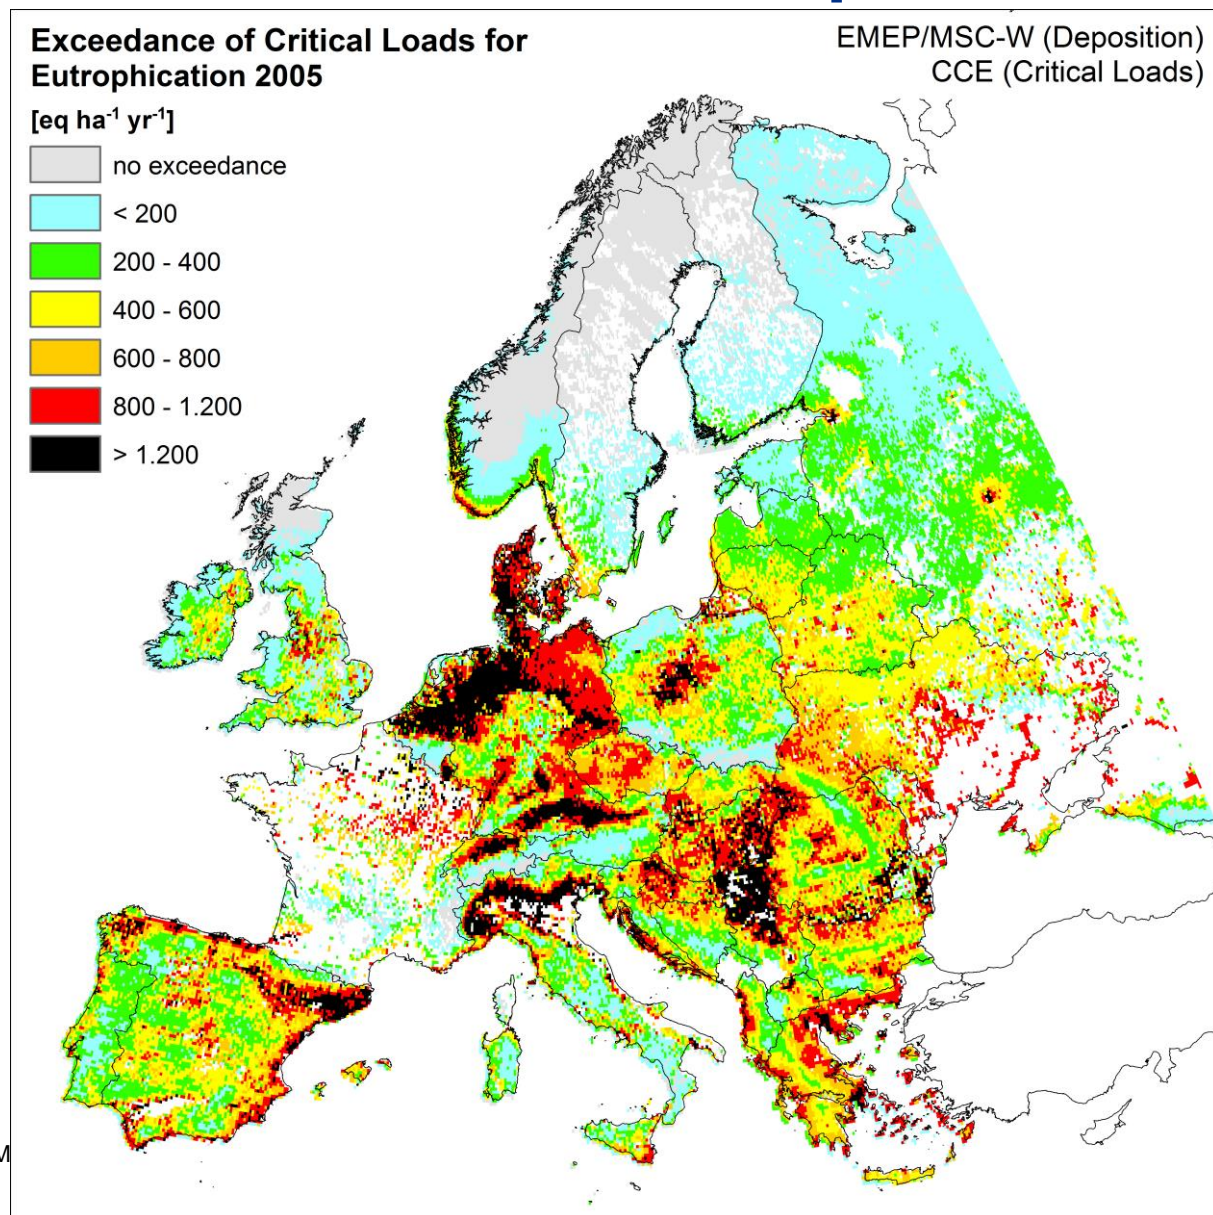 Exceedance of Critical Loads for
Eutrophication 2005
[eq ha⁻¹ yr⁻¹]
no exceedance
< 200
200 - 400
400 - 600
600 - 800
800 - 1.200
> 1.200
EMEP/MSC-W (Deposition)
CCE (Critical Loads)
M